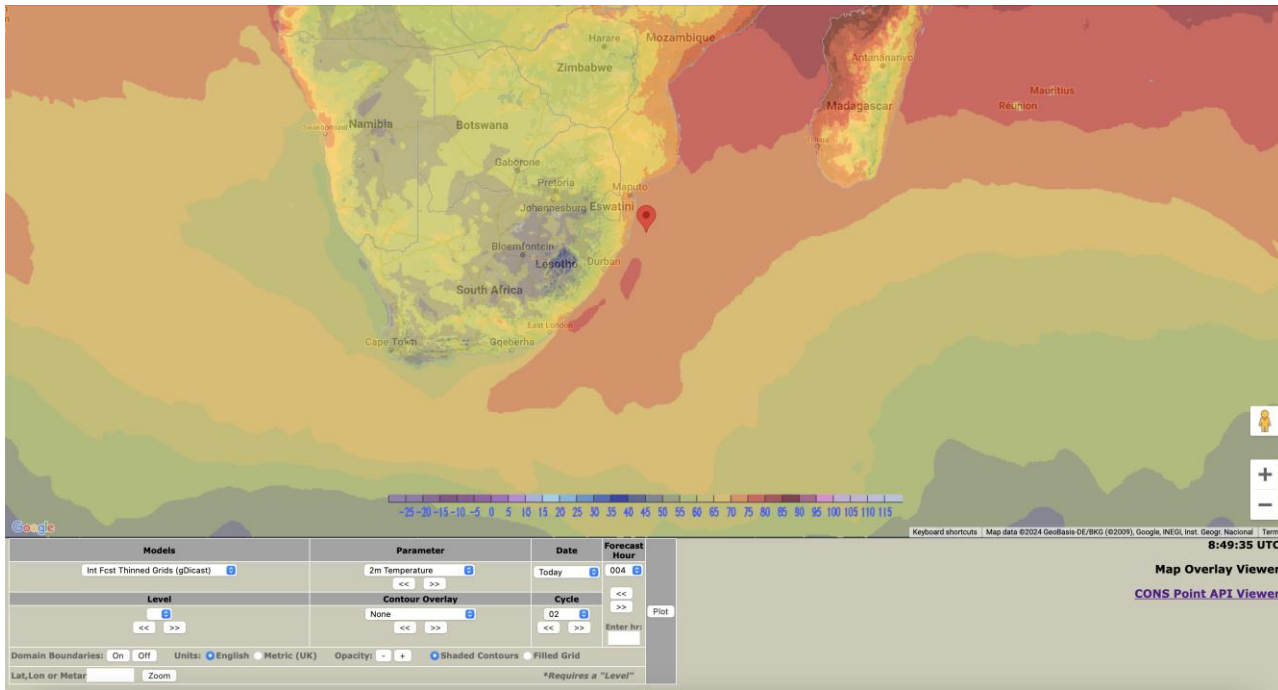 Harare
Mozambique
Zimbabwe
Antananarivo
Mauritius
Réunion
Madagascar
Namibia
Botswana
Gaborone
Pretoria
Maputo
Johannesburg
Eswatini
Bloemfontein
Lesotho
Durban
South Africa
East London
Cape Town
Gqeberha
-25 -20 -15 -10 -5 0 5 10 15 20 25 30 35 40 45 50 55 60 65 70 75 80 85 90 95 100 105 110 115
Google
Keyboard shortcuts Map data ©2024 GeoBasis-DE/BKG (©2009), Google, INEGI, Inst. Geogr. Nacional Term
8:49:35 UTC
Models Parameter Date Forecast Hour
Int Fcst Thinned Grids (gDicast) 2m Temperature Today 004
<< >>
Map Overlay Viewer
Level Contour Overlay Cycle
<<
>>
CONS Point API Viewer
None 02 Plot
<< >> << >> << >> Enter hr:
Domain Boundaries: On Off Units: English Metric (UK) Opacity: - + Shaded Contours Filled Grid
Lat,Lon or Metar Zoom *Requires a "Level"